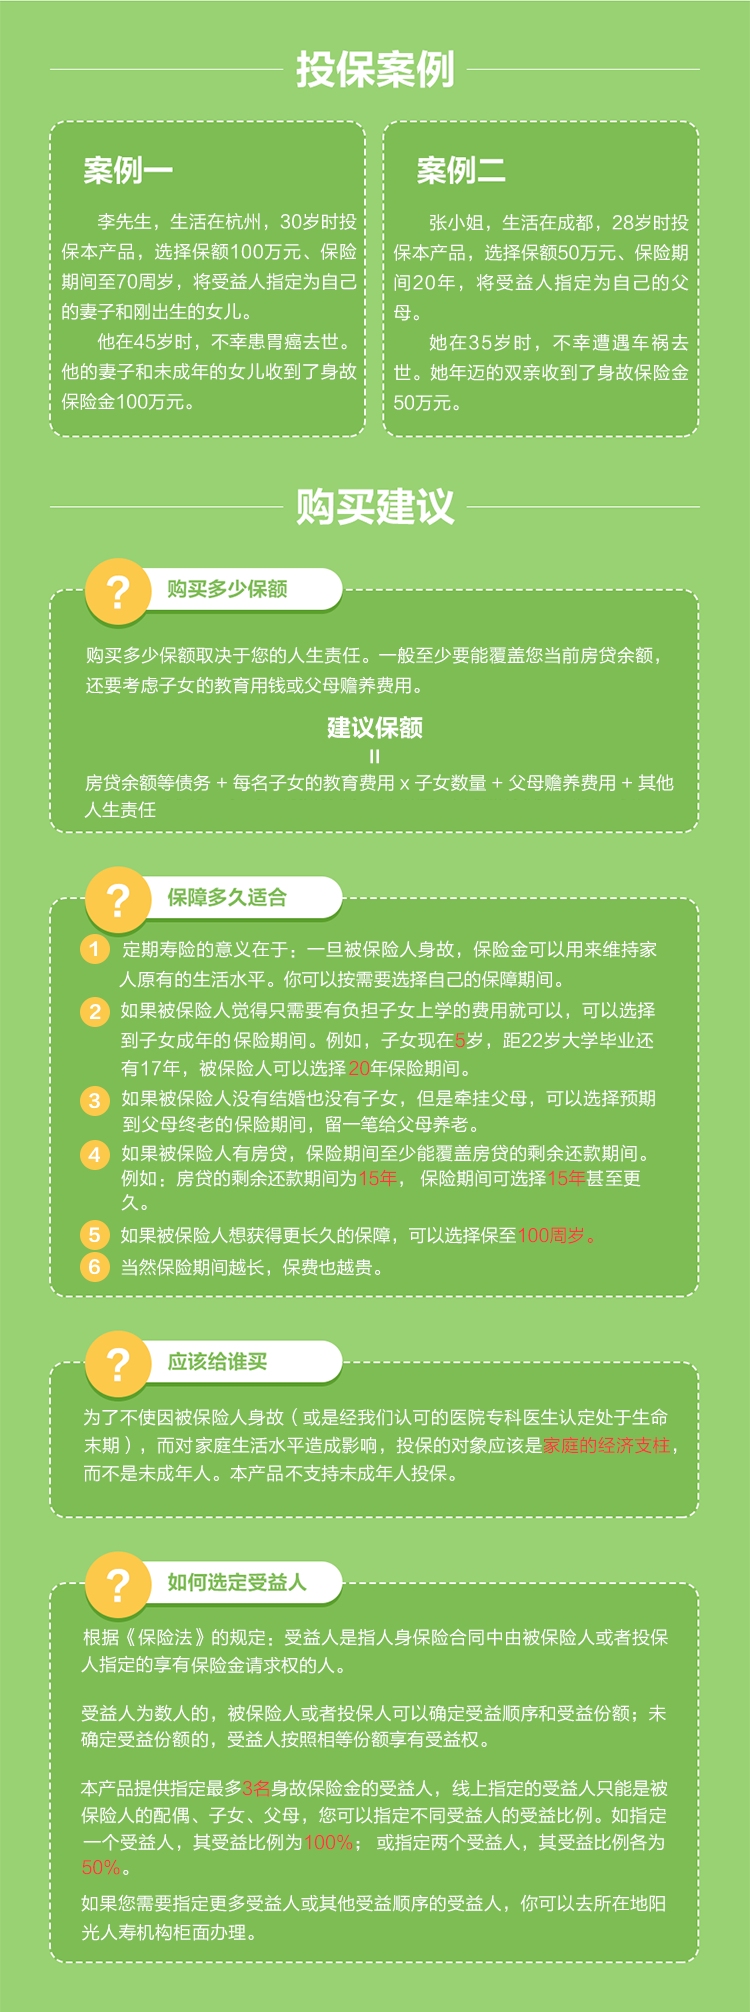 投保案例
案例一
李先生，生活在杭州，30岁时投
保本产品，选择保额100万元、保险
期间至70周岁，将受益人指定为自己
的妻子和刚出生的女儿。
他在45岁时，不幸患胃癌去世。
他的妻子和未成年的女儿收到了身故
保险金100万元。
案例二
张小姐，生活在成都，28岁时投
保本产品，选择保额50万元、保险期
间20年，将受益人指定为自己的父
母。
她在35岁时，不幸遭遇车祸去
世。她年迈的双亲收到了身故保险金
50万元。
购买建议
?
购买多少保额
购买多少保额取决于您的人生责任。一般至少要能覆盖您当前房贷余额，
还要考虑子女的教育用钱或父母赡养费用。
建议保额
=
房贷余额等债务 + 每名子女的教育费用 x 子女数量 + 父母赡养费用 + 其他
人生责任
?
保障多久适合
1 定期寿险的意义在于：一旦被保险人身故，保险金可以用来维持家
人原有的生活水平。你可以按需要选择自己的保障期间。
2 如果被保险人觉得只需要有负担子女上学的费用就可以，可以选择
到子女成年的保险期间。例如，子女现在5岁，距22岁大学毕业还
有17年，被保险人可以选择20年保险期间。
3 如果被保险人没有结婚也没有子女，但是牵挂父母，可以选择预期
到父母终老的保险期间，留一笔给父母养老。
4 如果被保险人有房贷，保险期间至少能覆盖房贷的剩余还款期间。
例如：房贷的剩余还款期间为15年， 保险期间可选择15年甚至更
久。
5 如果被保险人想获得更长久的保障，可以选择保至100周岁。
6 当然保险期间越长，保费也越贵。
?
应该给谁买
为了不使因被保险人身故（或是经我们认可的医院专科医生认定处于生命
末期），而对家庭生活水平造成影响，投保的对象应该是家庭的经济支柱，
而不是未成年人。本产品不支持未成年人投保。
?
如何选定受益人
根据《保险法》的规定：受益人是指人身保险合同中由被保险人或者投保
人指定的享有保险金请求权的人。
受益人为数人的，被保险人或者投保人可以确定受益顺序和受益份额；未
确定受益份额的，受益人按照相等份额享有受益权。
本产品提供指定最多3名身故保险金的受益人，线上指定的受益人只能是被
保险人的配偶、子女、父母，您可以指定不同受益人的受益比例。如指定
一个受益人，其受益比例为100%； 或指定两个受益人，其受益比例各为
50%。
如果您需要指定更多受益人或其他受益顺序的受益人，你可以去所在地阳
光人寿机构柜面办理。